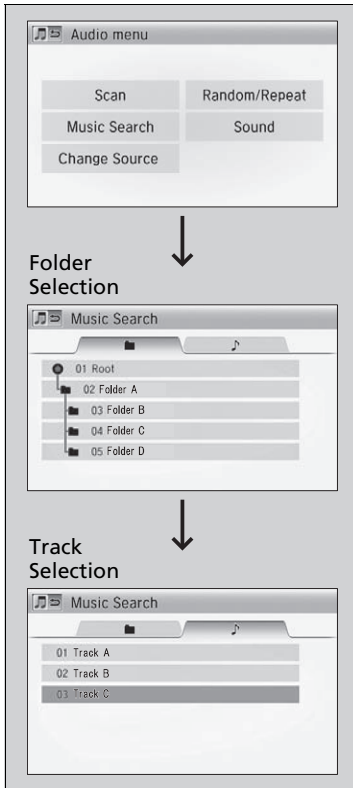 Audio menu
Scan Random/Repeat
Music Search Sound
Change Source
Folder
Selection
Music Search
01 Root
02 Folder A
03 Folder B
04 Folder C
05 Folder D
Track
Selection
Music Search
01 Track A
02 Track B
03 Track C